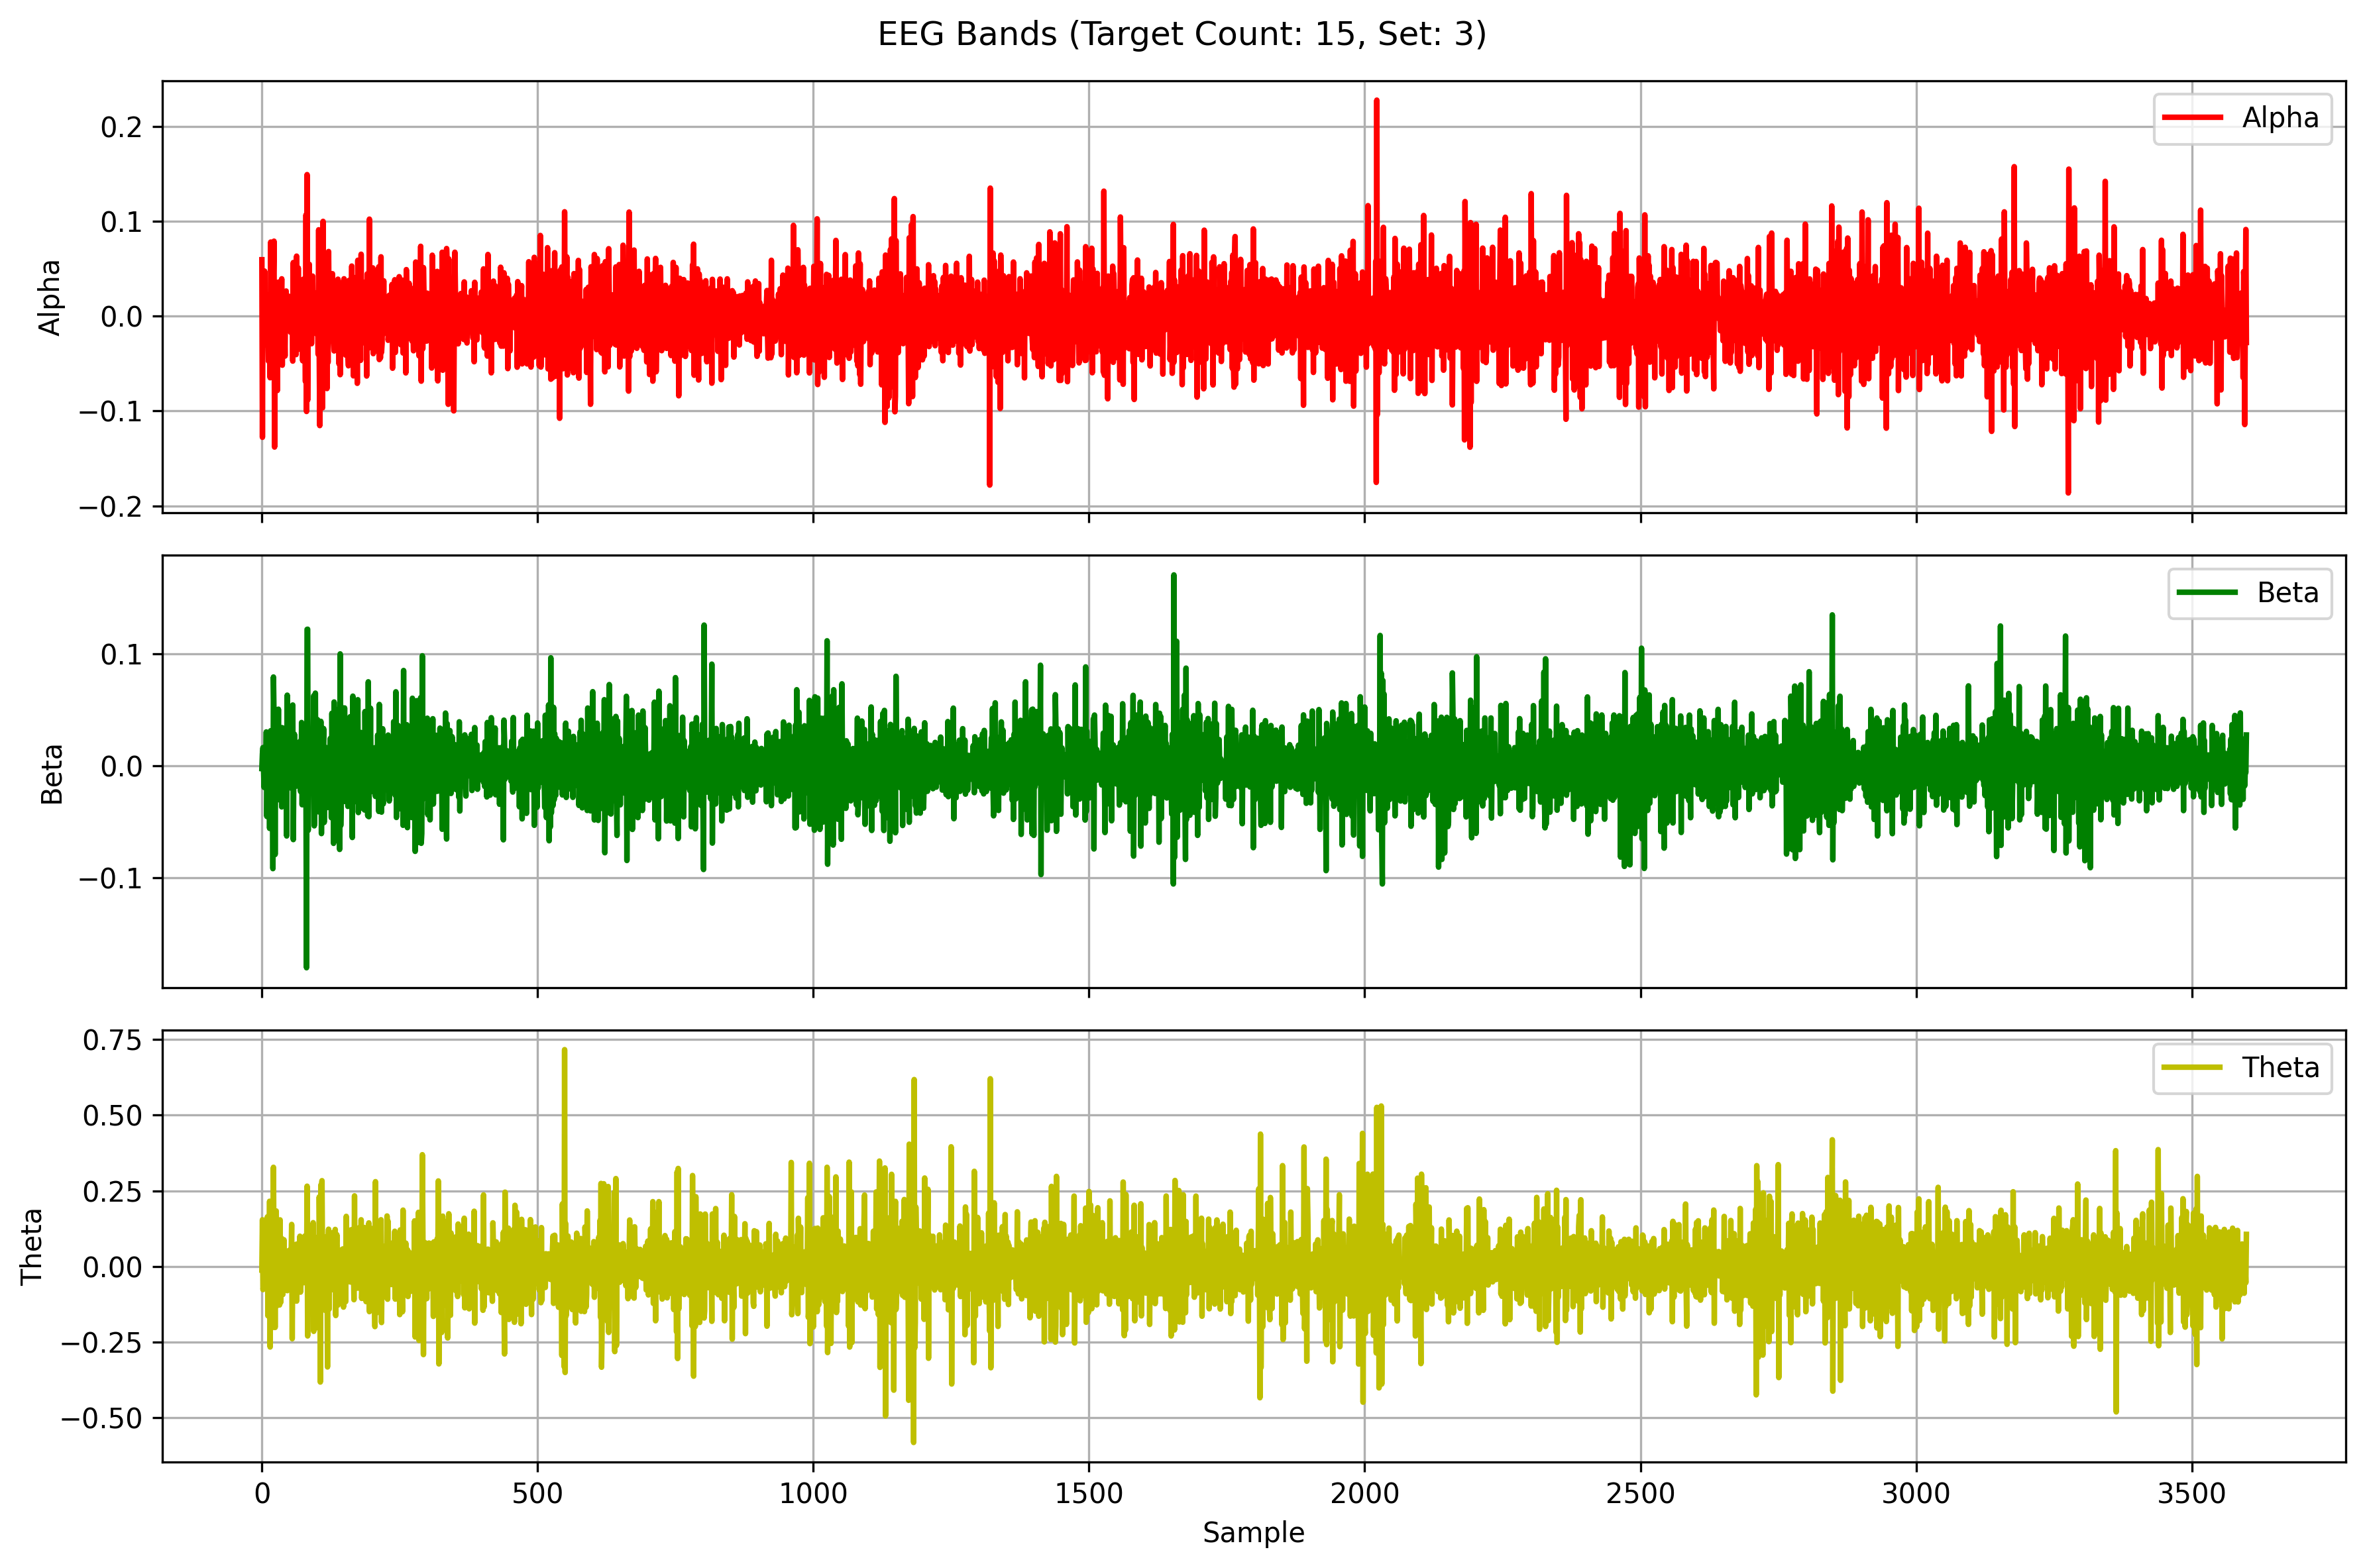 EEG Bands (Target Count: 15, Set: 3)
Alpha
0.2
0.1
0.0
−0.1
−0.2
Alpha
Beta
0.1
0.0
−0.1
Beta
Theta
0.75
0.50
0.25
0.00
−0.25
−0.50
Theta
0 500 1000 1500 2000 2500 3000 3500
Sample